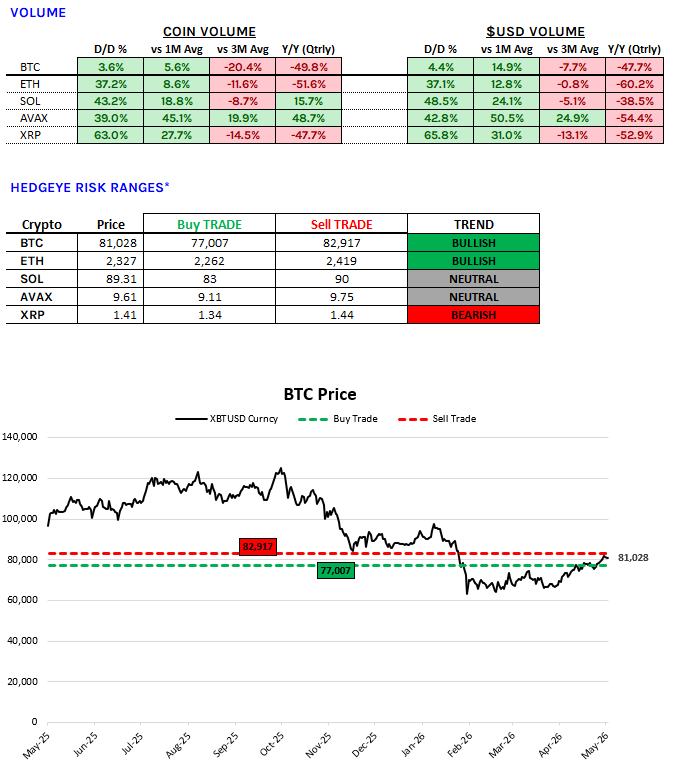 VOLUME
COIN VOLUME $USD VOLUME
D/D % vs 1M Avg vs 3M Avg Y/Y (Qtrly) D/D % vs 1M Avg vs 3M Avg Y/Y (Qtrly)
BTC 3.6% 5.6% -20.4% -49.8% 4.4% 14.9% -7.7% -47.7%
ETH 37.2% 8.6% -11.6% -51.6% 37.1% 12.8% -0.8% -60.2%
SOL 43.2% 18.8% -8.7% 15.7% 48.5% 24.1% -5.1% -38.5%
AVAX 39.0% 45.1% 19.9% 48.7% 42.8% 50.5% 24.9% -54.4%
XRP 63.0% 27.7% -14.5% -47.7% 65.8% 31.0% -13.1% -52.9%
HEDGEYE RISK RANGES*
Crypto Price Buy TRADE Sell TRADE TREND
BTC 81,028 77,007 82,917 BULLISH
ETH 2,327 2,262 2,419 BULLISH
SOL 89.31 83 90 NEUTRAL
AVAX 9.61 9.11 9.75 NEUTRAL
XRP 1.41 1.34 1.44 BEARISH
BTC Price
XBTUSD Curncy Buy Trade Sell Trade
140,000
120,000
100,000
80,000
60,000
40,000
20,000
0
82,917
77,007
81,028
May-25 Jun-25 Jul-25 Aug-25 Sep-25 Oct-25 Nov-25 Dec-25 Jan-26 Feb-26 Mar-26 Apr-26 May-26